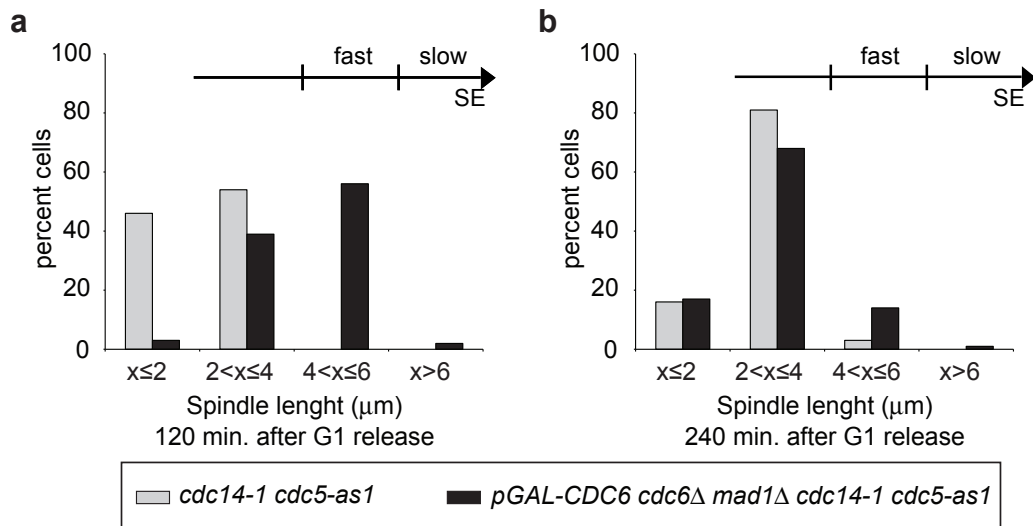 a
100
80
60
40
20
0
percent cells
fast
slow
SE
x≤2
2<x≤4
4<x≤6
x>6
Spindle lenght (μm)
120 min. after G1 release
b
100
80
60
40
20
0
percent cells
fast
slow
SE
x≤2
2<x≤4
4<x≤6
x>6
Spindle lenght (μm)
240 min. after G1 release
cdc14-1 cdc5-as1
pGAL-CDC6 cdc6Δ mad1Δ cdc14-1 cdc5-as1